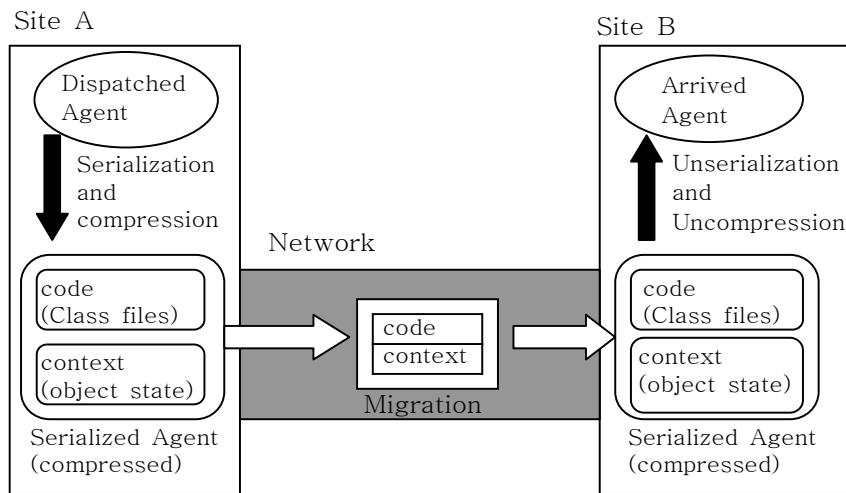 Site A
Dispatched
Agent
Serialization
and
compression
code
(Class files)
context
(object state)
Serialized Agent
(compressed)
Network
code
context
Migration
Site B
Arrived
Agent
Unserialization
and
Uncompression
code
(Class files)
context
(object state)
Serialized Agent
(compressed)